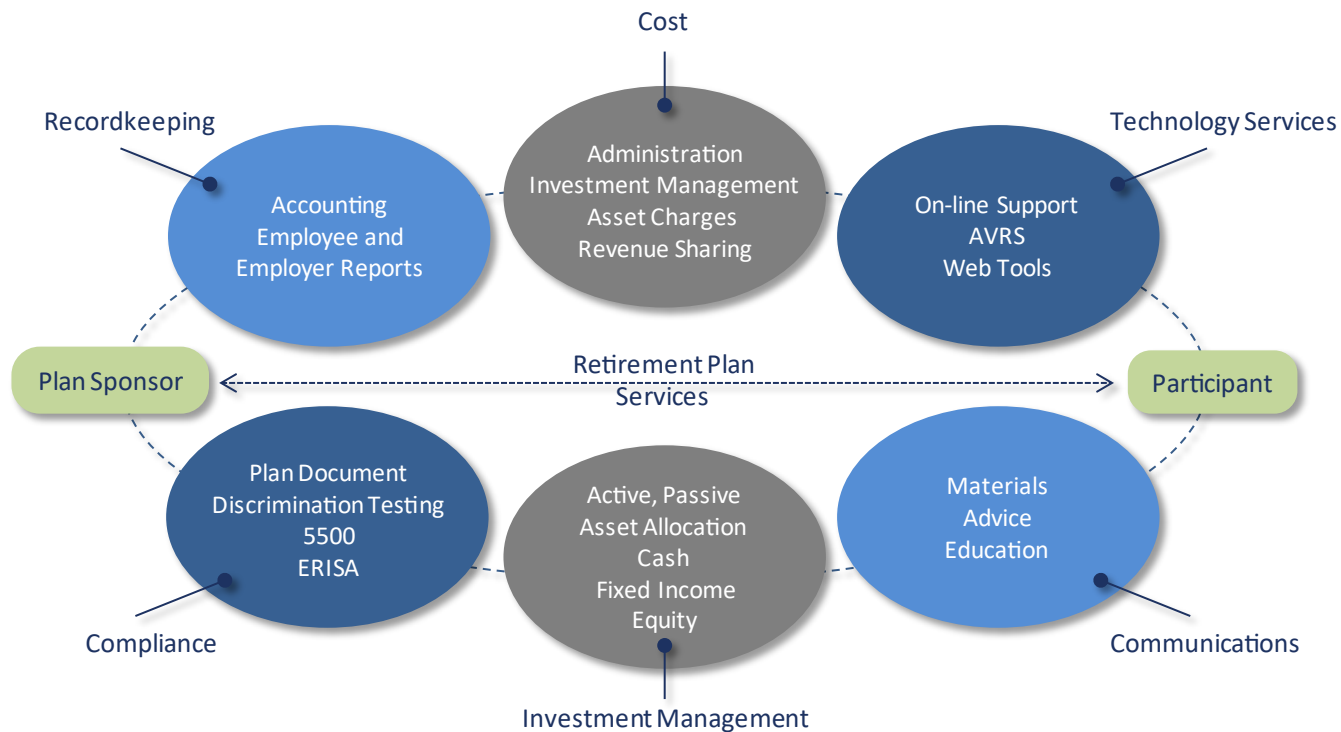 Cost
Recordkeeping
Technology Services
Administration
Investment Management
Asset Charges
Revenue Sharing
Accounting
Employee and
Employer Reports
On-line Support
AVRS
Web Tools
Plan Sponsor
Retirement Plan
Services
Participant
Plan Document
Discrimination Testing
5500
ERISA
Active, Passive
Asset Allocation
Cash
Fixed Income
Equity
Materials
Advice
Education
Compliance
Communications
Investment Management